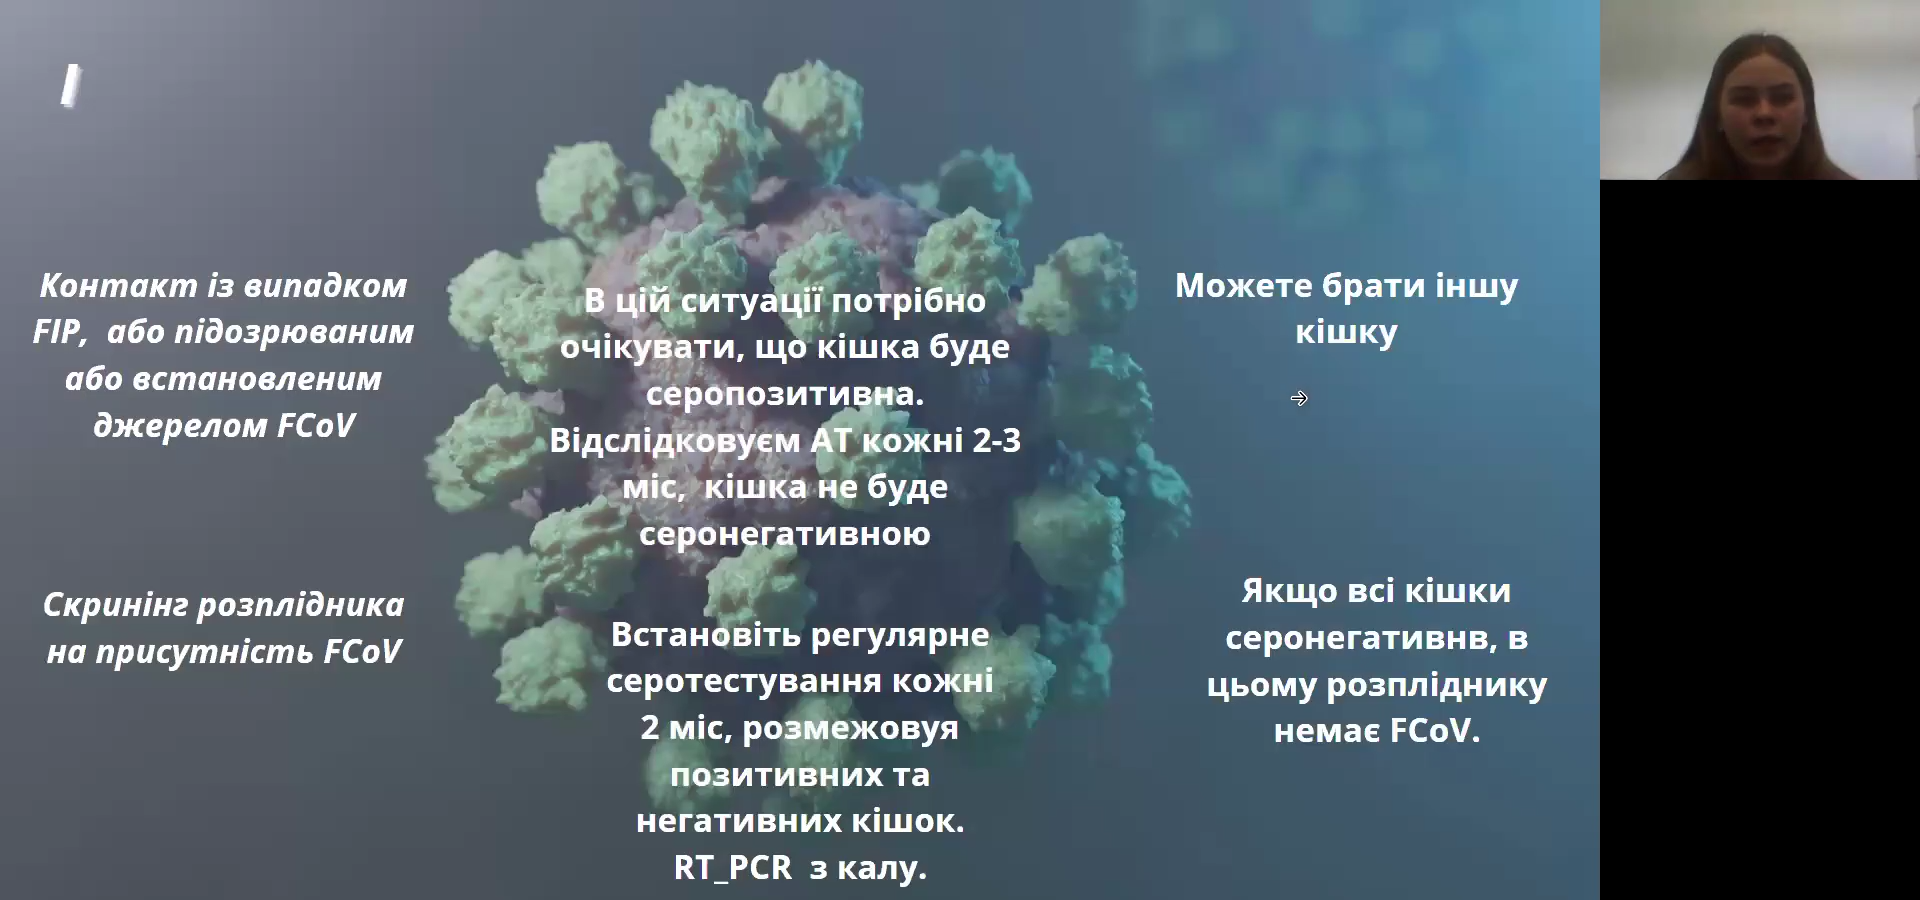 I
Контакт із випадком
FIP, або підозрюваним
або встановленим
джерелом FCoV
В цій ситуації потрібно
очікувати, що кішка буде
серопозитивна.
Відслідковуєм АТ кожні 2-3
міс, кішка не буде
серонегативною
Можете брати іншу
кішку
Скринінг розплідника
на присутність FCoV
Встановіть регулярне
серотестування кожні
2 міс, розмежовуя
позитивних та
негативних кішок.
RT_PCR з калу.
Якщо всі кішки
серонегативнв, в
цьому розпліднику
немає FCoV.